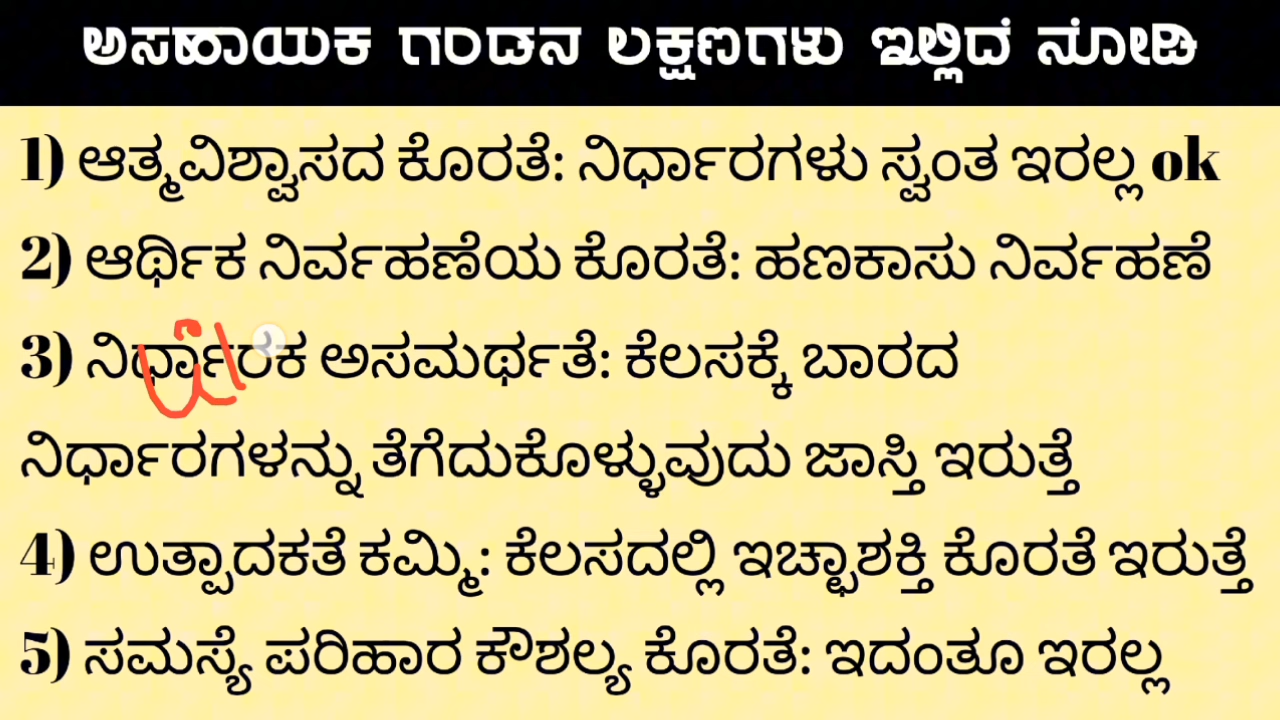 ಅಸಹಾಯಕ ಗಂಡನ ಲಕ್ಷಣಗಳು ಇಲ್ಲಿದೆ ನೋಡಿ
1) ಆತ್ಮವಿಶ್ವಾಸದ ಕೊರತೆ: ನಿರ್ಧಾರಗಳು ಸ್ವಂತ ಇರಲ್ಲ ok
2) ಆರ್ಥಿಕ ನಿರ್ವಹಣೆಯ ಕೊರತೆ: ಹಣಕಾಸು ನಿರ್ವಹಣೆ
3) ನಿರ್ಧಾರಕ ಅಸಮರ್ಥತೆ: ಕೆಲಸಕ್ಕೆ ಬಾರದ
ನಿರ್ಧಾರಗಳನ್ನು ತೆಗೆದುಕೊಳ್ಳುವುದು ಜಾಸ್ತಿ ಇರುತ್ತೆ
4) ಉತ್ಪಾದಕತೆ ಕಮ್ಮಿ: ಕೆಲಸದಲ್ಲಿ ಇಚ್ಛಾಶಕ್ತಿ ಕೊರತೆ ಇರುತ್ತೆ
5) ಸಮಸ್ಯೆ ಪರಿಹಾರ ಕೌಶಲ್ಯ ಕೊರತೆ: ಇದಂತೂ ಇರಲ್ಲ